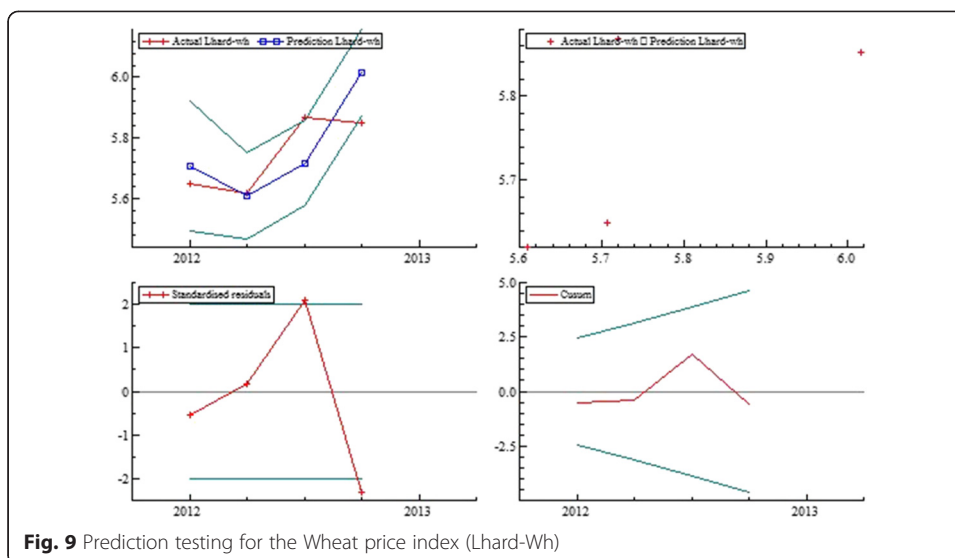 Actual Lhard-wh Prediction Lhard-wh
6.0
5.8
5.6
2012 2013
Actual Lhard-wh Prediction Lhard-wh
5.8
5.7
5.6 5.7 5.8 5.9 6.0
Standardised residuals
2
1
0
-1
-2
2012 2013
Cusum
5.0
2.5
0.0
-2.5
2012 2013
Fig. 9 Prediction testing for the Wheat price index (Lhard-Wh)